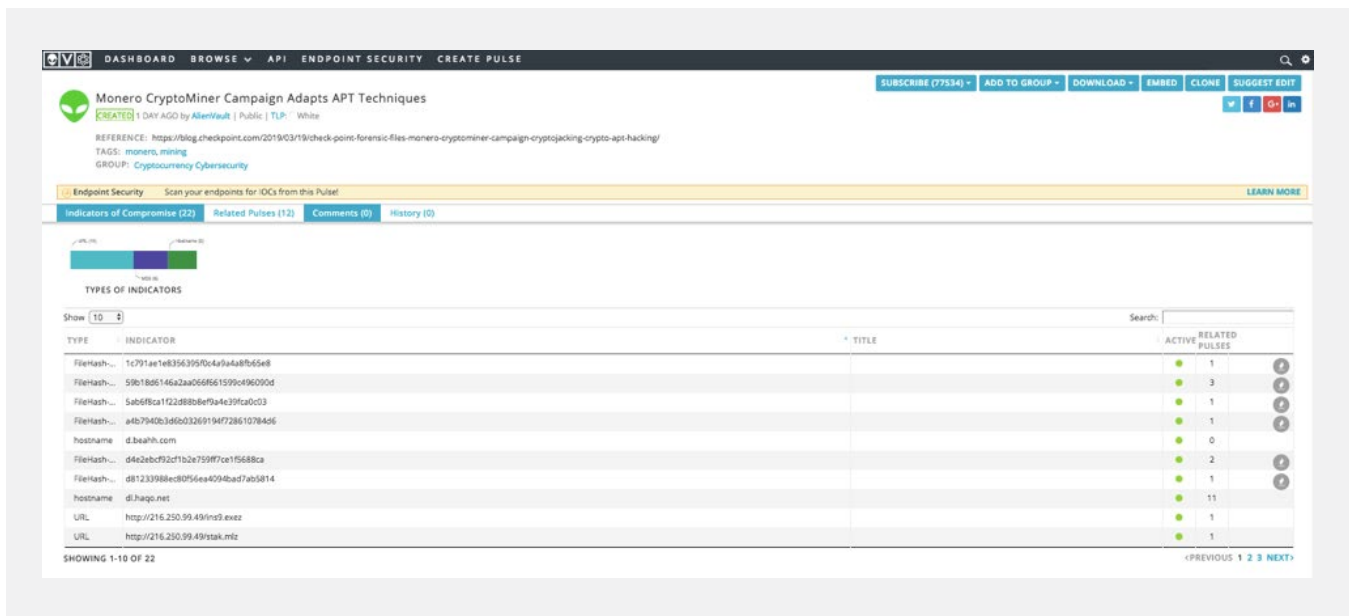 DASHBOARD BROWSE API ENDPOINT SECURITY CREATE PULSE
SUBSCRIBE (77534) ADD TO GROUP DOWNLOAD EMBED CLONE SUGGEST EDIT
Monero CryptoMiner Campaign Adapts APT Techniques
CREATED 1 DAY AGO by AlienVault | Public | TLP: White
REFERENCE: https://blog.checkpoint.com/2019/03/19/check-point-forensic-files-monero-cryptominer-campaign-cryptojacking-crypto-apt-hacking/
TAGS: monero, mining
GROUP: Cryptocurrency Cybersecurity
Endpoint Security Scan your endpoints for IOCs from this Pulse! LEARN MORE
Indicators of Compromise (22) Related Pulses (12) Comments (0) History (0)
TYPES OF INDICATORS
Show 10 Search:
TYPE INDICATOR TITLE ACTIVE RELATED PULSES
FileHash-... 1c791ae1e8356395f0c4a9a4a8fb65e8 1
FileHash-... 59b18d6146a2aa066f661599c496090d 3
FileHash-... 5ab6f8ca1f22d88b8ef9a4e39fca0c03 1
FileHash-... a4b7940b3d6b03269194f728610784d6 1
hostname d.beahh.com 0
FileHash-... d4e2ebcf92cf1b2e759ff7ce1f5688ca 2
FileHash-... d81233988ec80f56ea4094bad7ab5814 1
hostname dl.haqo.net 11
URL http://216.250.99.49/ins9.exez 1
URL http://216.250.99.49/stak.mlz 1
SHOWING 1-10 OF 22 <PREVIOUS 1 2 3 NEXT>